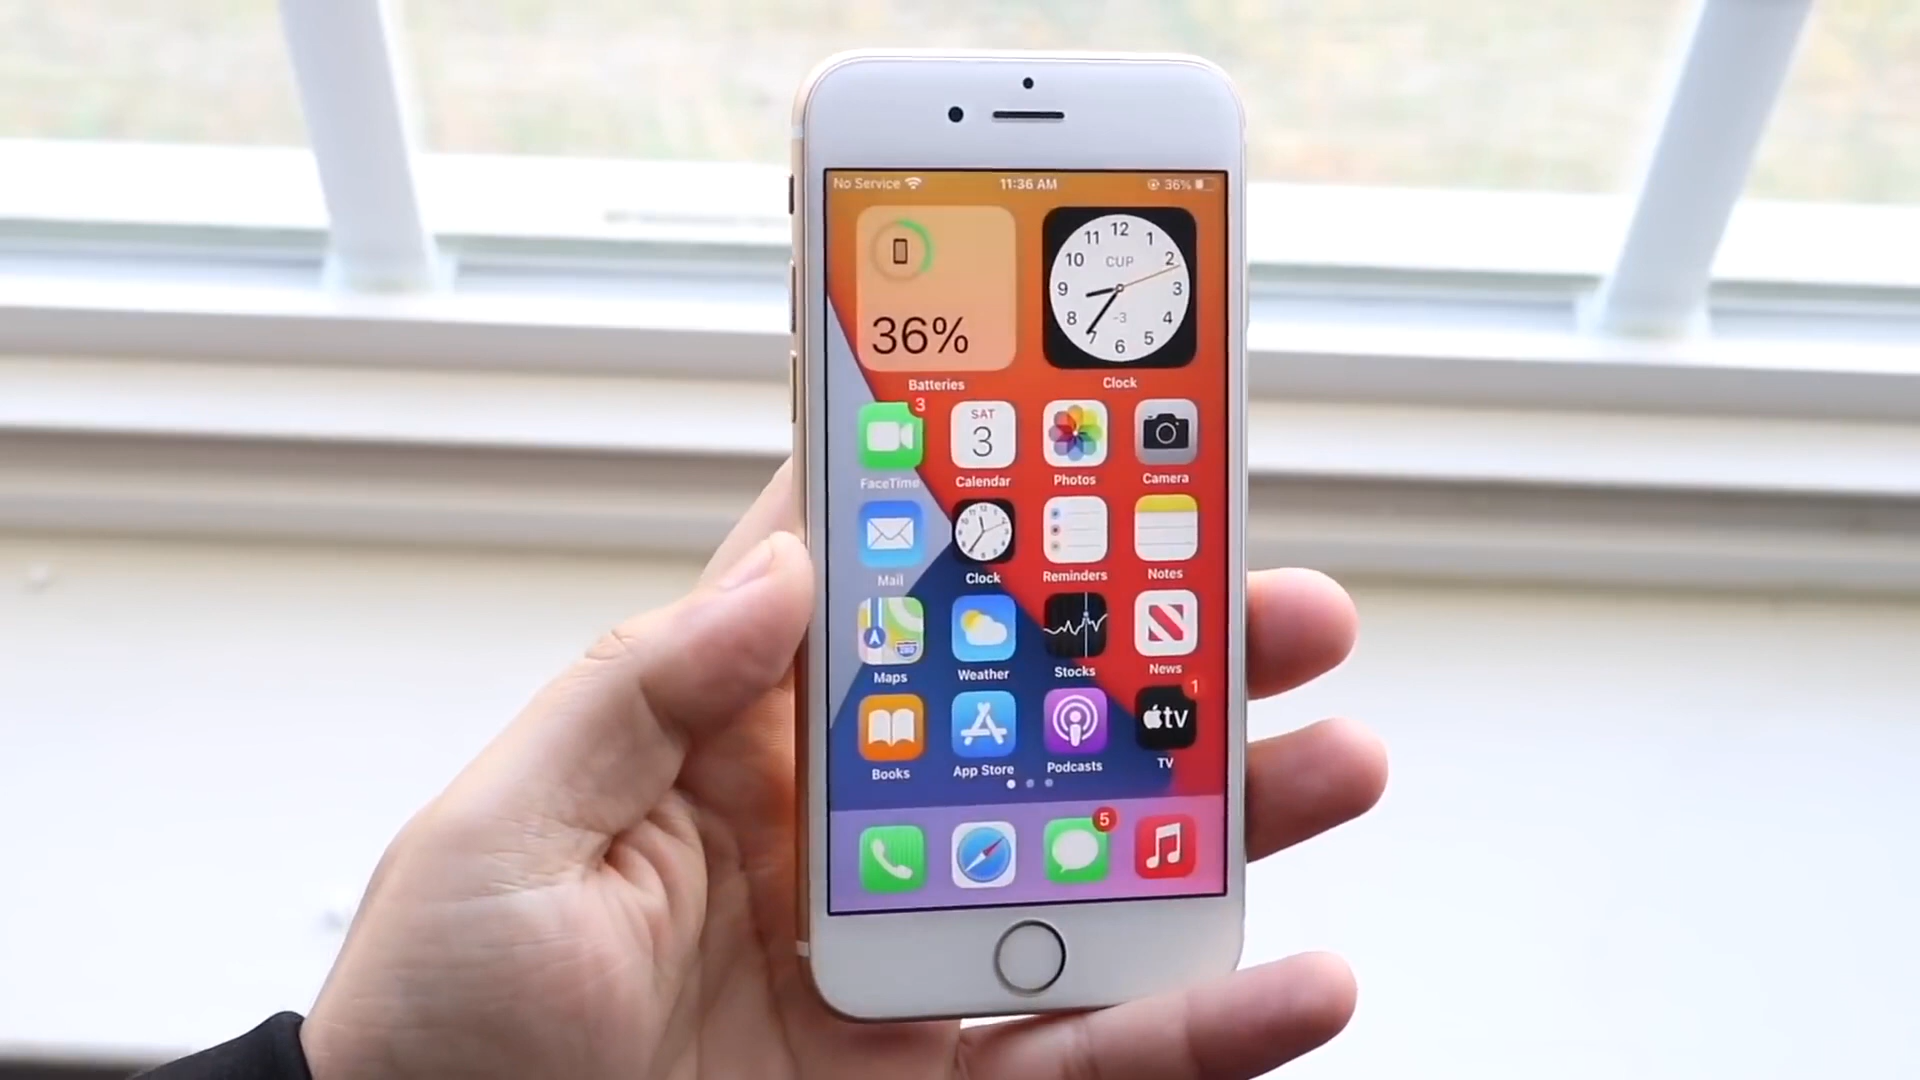 No Service 11:36 AM 36%
36%
12
11 1
10 CUP 2
9 3
8 -3 4
7 6 5
Batteries Clock
3
SAT
3
FaceTime Calendar Photos Camera
Mail Clock Reminders Notes
280
Maps Weather Stocks News
1
tv
Books App Store Podcasts TV
5